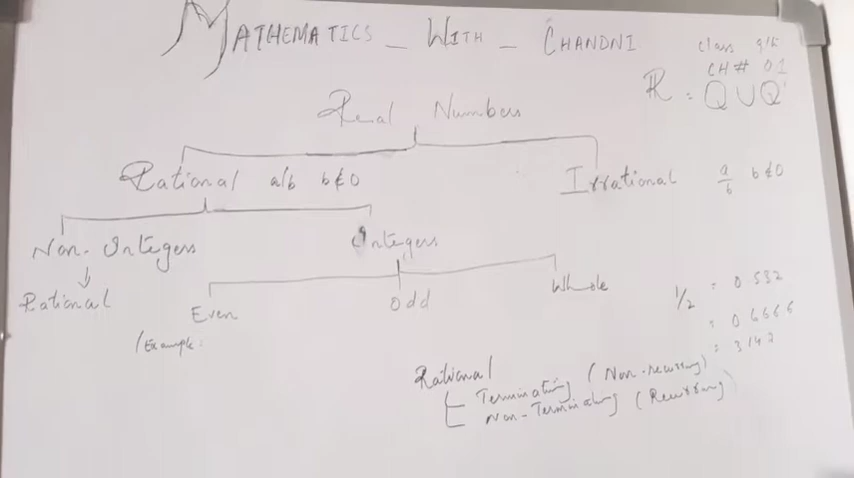 MATHEMATICS _ WITH _ CHANDNI
class 9th
CH# 01
ℝ = Q ∪ Q'
Real Numbers
Rational a/b b≠0
Irrational a/b b≠0
Non-Integers
Integers
Rational
Even
Odd
Whole
(Example:
1/2 = 0.532
= 0.6666
= 3.142
Rational
Terminating (Non-recurring)
Non-Terminating (Recurring)